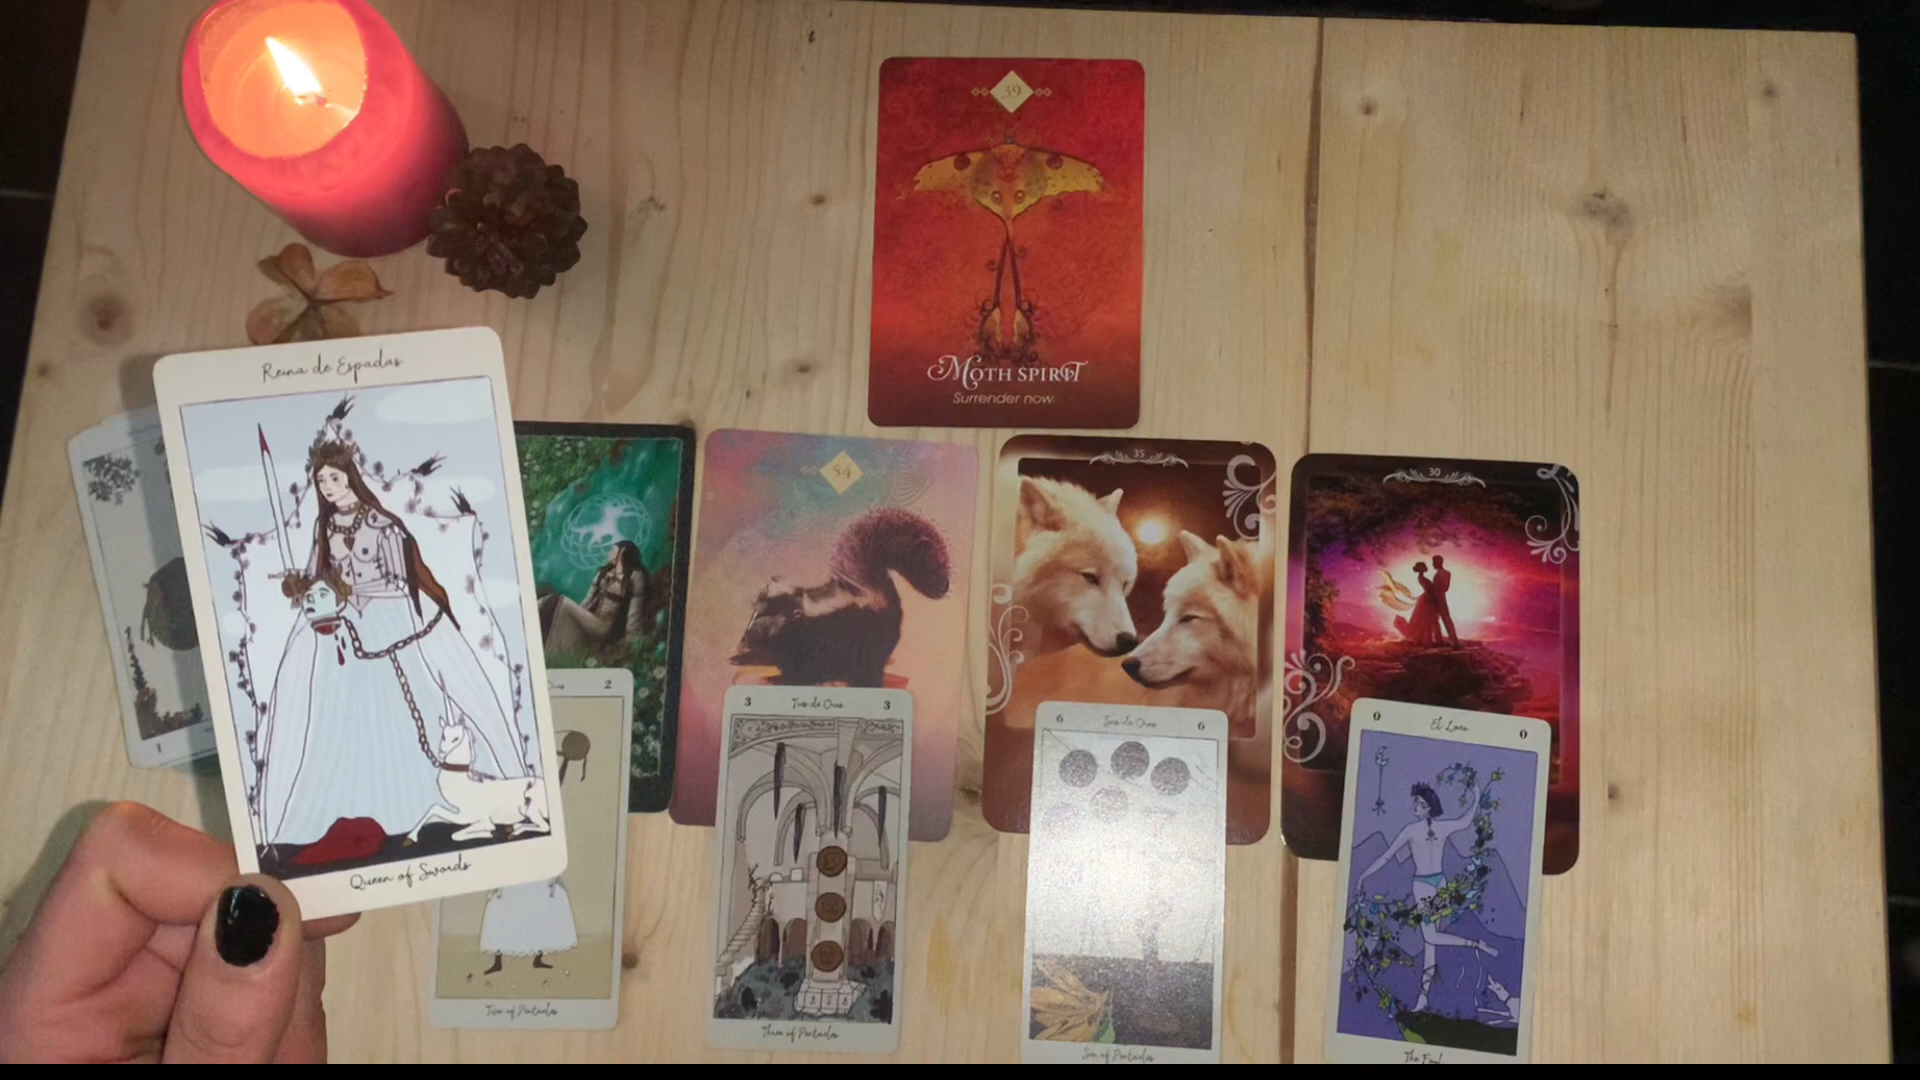 39
MOTH SPIRIT
Surrender now
Reina de Espadas
Queen of Swords
1
2
Two of Pentacles
54
3 Tres de Oros 3
Three of Pentacles
35
6 Seis de Oros 6
Six of Pentacles
30
0 El Loco 0
The Fool